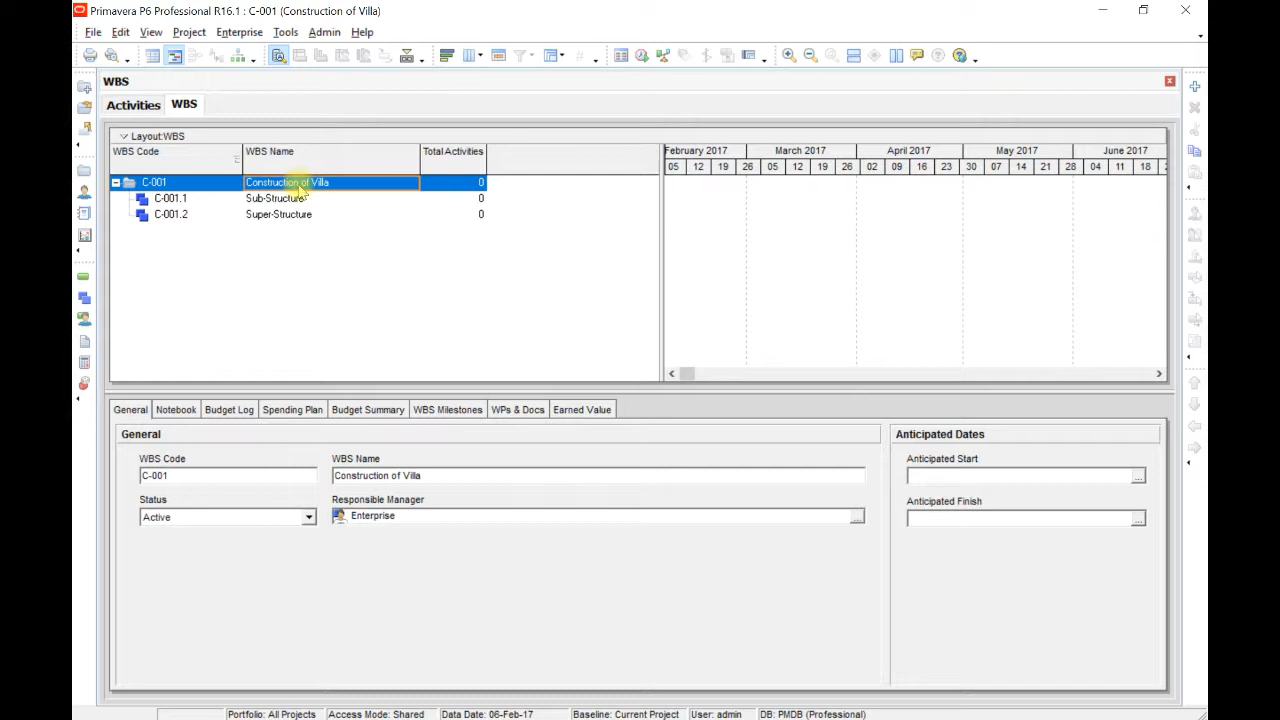 Primavera P6 Professional R16.1 : C-001 (Construction of Villa)
File Edit View Project Enterprise Tools Admin Help
WBS
Activities WBS
Layout:WBS
WBS Code WBS Name Total Activities
February 2017 March 2017 April 2017 May 2017 June 2017
05 12 19 26 05 12 19 26 02 09 16 23 30 07 14 21 28 04 11 18
C-001 Construction of Villa 0
C-001.1 Sub-Structure 0
C-001.2 Super-Structure 0
General Notebook Budget Log Spending Plan Budget Summary WBS Milestones WPs & Docs Earned Value
General Anticipated Dates
WBS Code WBS Name Anticipated Start
C-001 Construction of Villa
Status Responsible Manager Anticipated Finish
Active Enterprise
Portfolio: All Projects Access Mode: Shared Data Date: 06-Feb-17 Baseline: Current Project User: admin DB: PMDB (Professional)